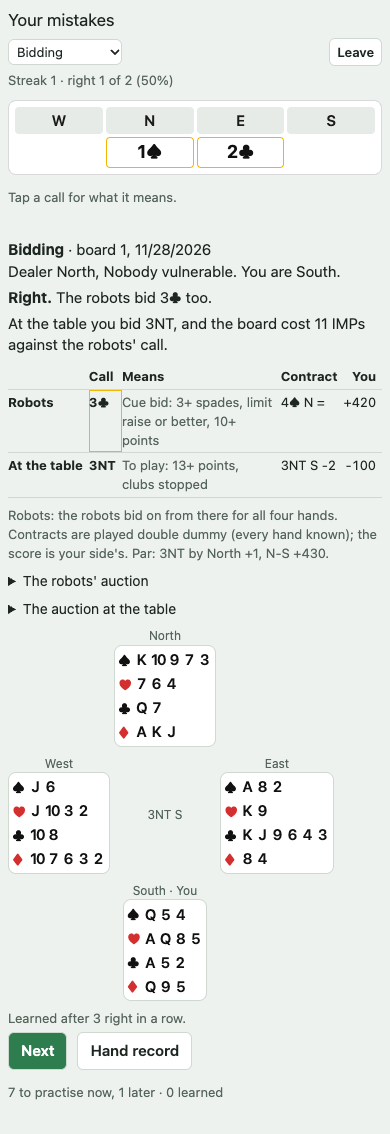 Your mistakes
Bidding
Leave
Streak 1 · right 1 of 2 (50%)
W N E S
1♠ 2♣
Tap a call for what it means.
Bidding · board 1, 11/28/2026
Dealer North, Nobody vulnerable. You are South.
Right. The robots bid 3♣ too.
At the table you bid 3NT, and the board cost 11 IMPs
against the robots' call.
Call Means Contract You
Robots 3♣ Cue bid: 3+ spades, limit 4♠ N = +420
raise or better, 10+
points
At the table 3NT To play: 13+ points, 3NT S -2 -100
clubs stopped
Robots: the robots bid on from there for all four hands.
Contracts are played double dummy (every hand known); the
score is your side's. Par: 3NT by North +1, N-S +430.
▶ The robots' auction
▶ The auction at the table
North
♠ K 10 9 7 3
♥ 7 6 4
♣ Q 7
♦ A K J
West East
♠ J 6 ♠ A 8 2
♥ J 10 3 2 ♥ K 9
♣ 10 8 3NT S ♣ K J 9 6 4 3
♦ 10 7 6 3 2 ♦ 8 4
South · You
♠ Q 5 4
♥ A Q 8 5
♣ A 5 2
♦ Q 9 5
Learned after 3 right in a row.
Next Hand record
7 to practise now, 1 later · 0 learned